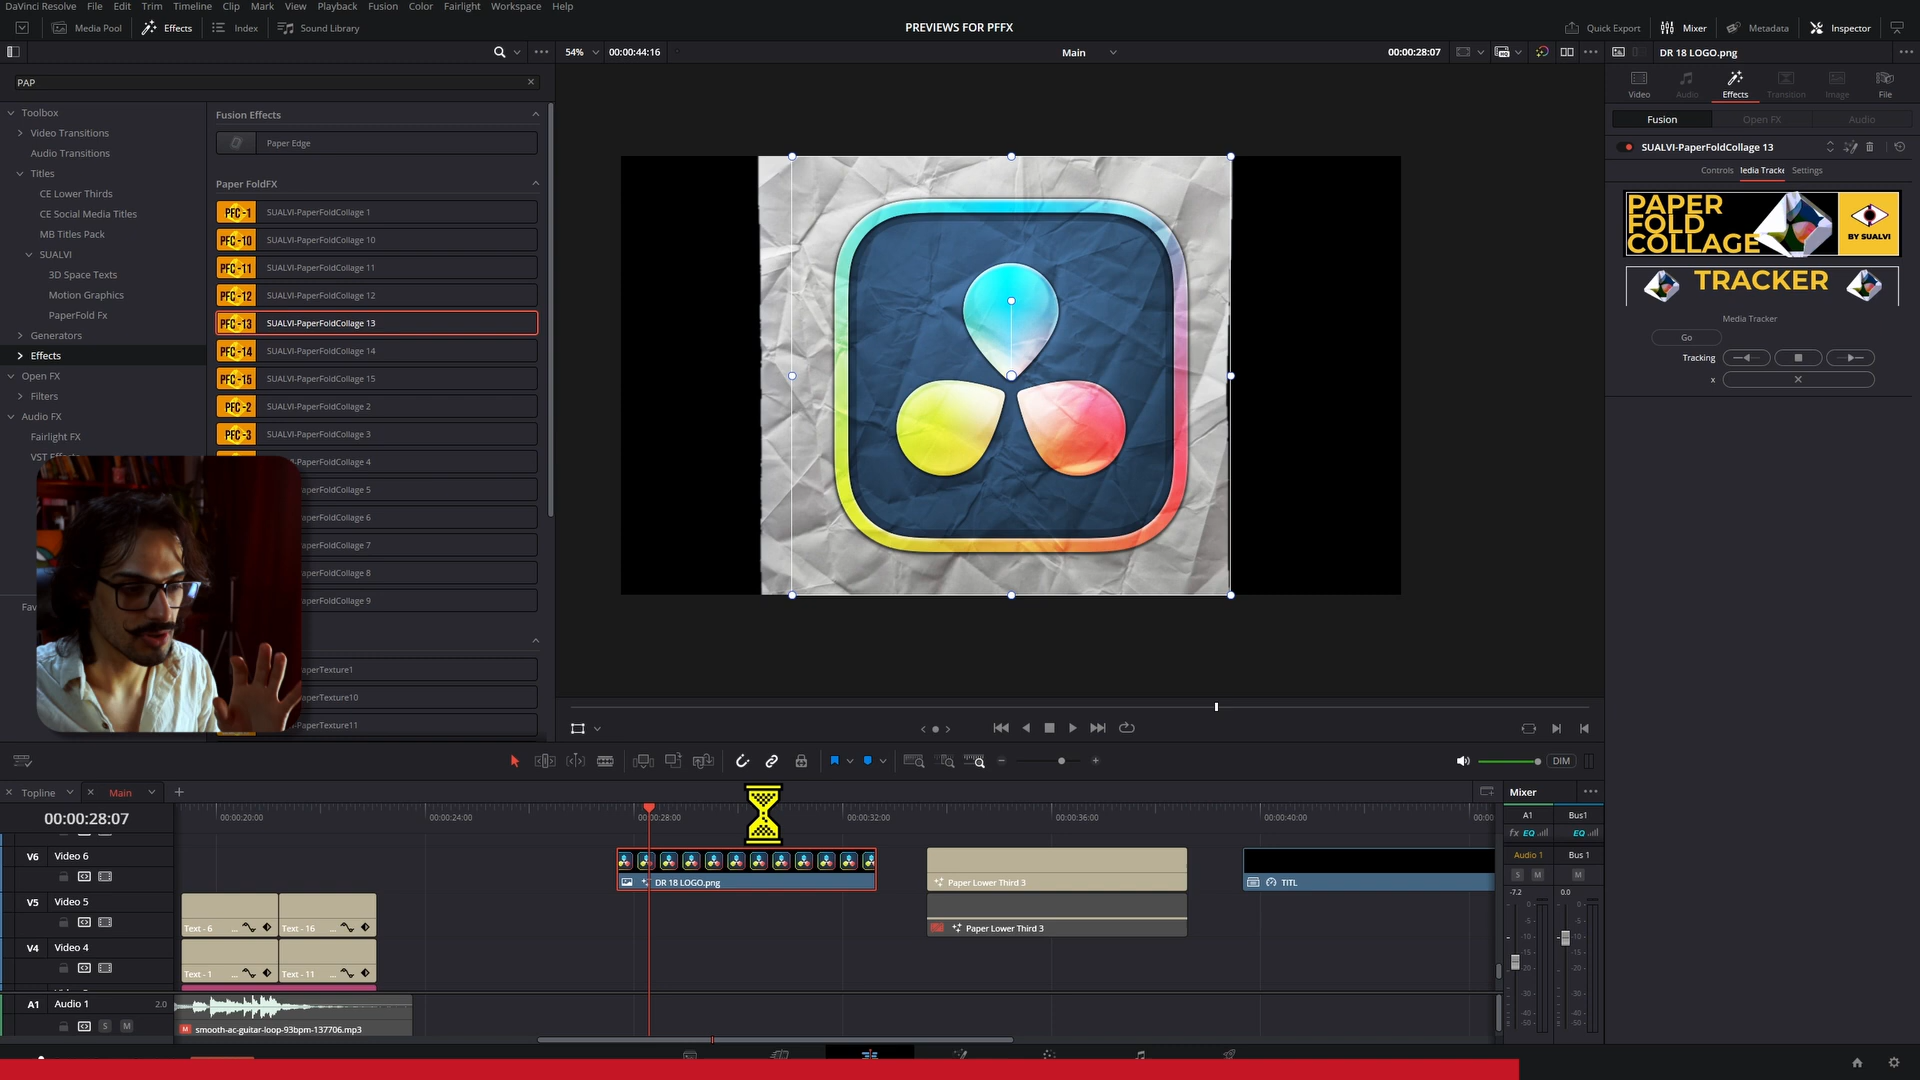 DaVinci Resolve File Edit Trim Timeline Clip Mark View Playback Fusion Color Fairlight Workspace Help
Media Pool Effects Index Sound Library
PREVIEWS FOR PFFX
Quick Export Mixer Metadata Inspector
54% 00:00:44:16
Main
00:00:28:07
DR 18 LOGO.png
PAP
Video Audio Effects Transition Image File
Fusion Open FX Audio
SUALVI-PaperFoldCollage 13
Controls ledia Tracke Settings
PAPER
FOLD
COLLAGE
BY SUALVI
TRACKER
Media Tracker
Go
Tracking
x
Toolbox
Video Transitions
Audio Transitions
Titles
CE Lower Thirds
CE Social Media Titles
MB Titles Pack
SUALVI
3D Space Texts
Motion Graphics
PaperFold Fx
Generators
Effects
Open FX
Filters
Audio FX
Fairlight FX
VST Effects
Fav
Fusion Effects
Paper Edge
Paper FoldFX
PFC-1 SUALVI-PaperFoldCollage 1
PFC-10 SUALVI-PaperFoldCollage 10
PFC-11 SUALVI-PaperFoldCollage 11
PFC-12 SUALVI-PaperFoldCollage 12
PFC-13 SUALVI-PaperFoldCollage 13
PFC-14 SUALVI-PaperFoldCollage 14
PFC-15 SUALVI-PaperFoldCollage 15
PFC-2 SUALVI-PaperFoldCollage 2
PFC-3 SUALVI-PaperFoldCollage 3
I-PaperFoldCollage 4
I-PaperFoldCollage 5
I-PaperFoldCollage 6
I-PaperFoldCollage 7
I-PaperFoldCollage 8
I-PaperFoldCollage 9
PaperTexture1
PaperTexture10
PaperTexture11
DIM
Topline Main
00:00:28:07
00:00:20:00 00:00:24:00 00:00:28:00 00:00:32:00 00:00:36:00 00:00:40:00 00:00
V6 Video 6
DR 18 LOGO.png
Paper Lower Third 3
TITL
V5 Video 5
Text - 6 ... Text - 16 ...
Paper Lower Third 3
V4 Video 4
Text - 1 ... Text - 11 ...
A1 Audio 1 2.0
S M
M smooth-ac-guitar-loop-93bpm-137706.mp3
Mixer
A1 Bus1
fx EQ EQ
Audio 1 Bus 1
S M M
-7.2 0.0